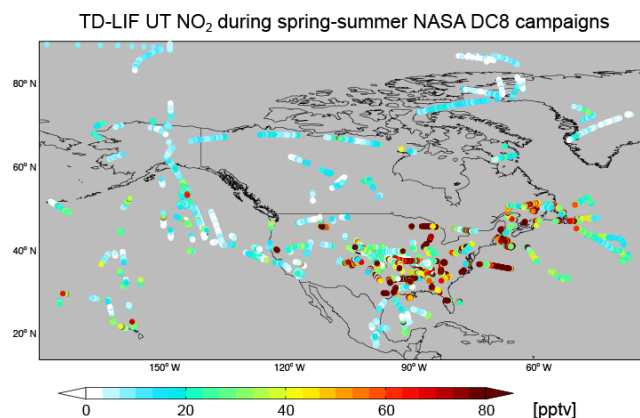 TD-LIF UT NO₂ during spring-summer NASA DC8 campaigns
80° N
60° N
40° N
20° N
150° W 120° W 90° W 60° W
0 20 40 60 80 [pptv]